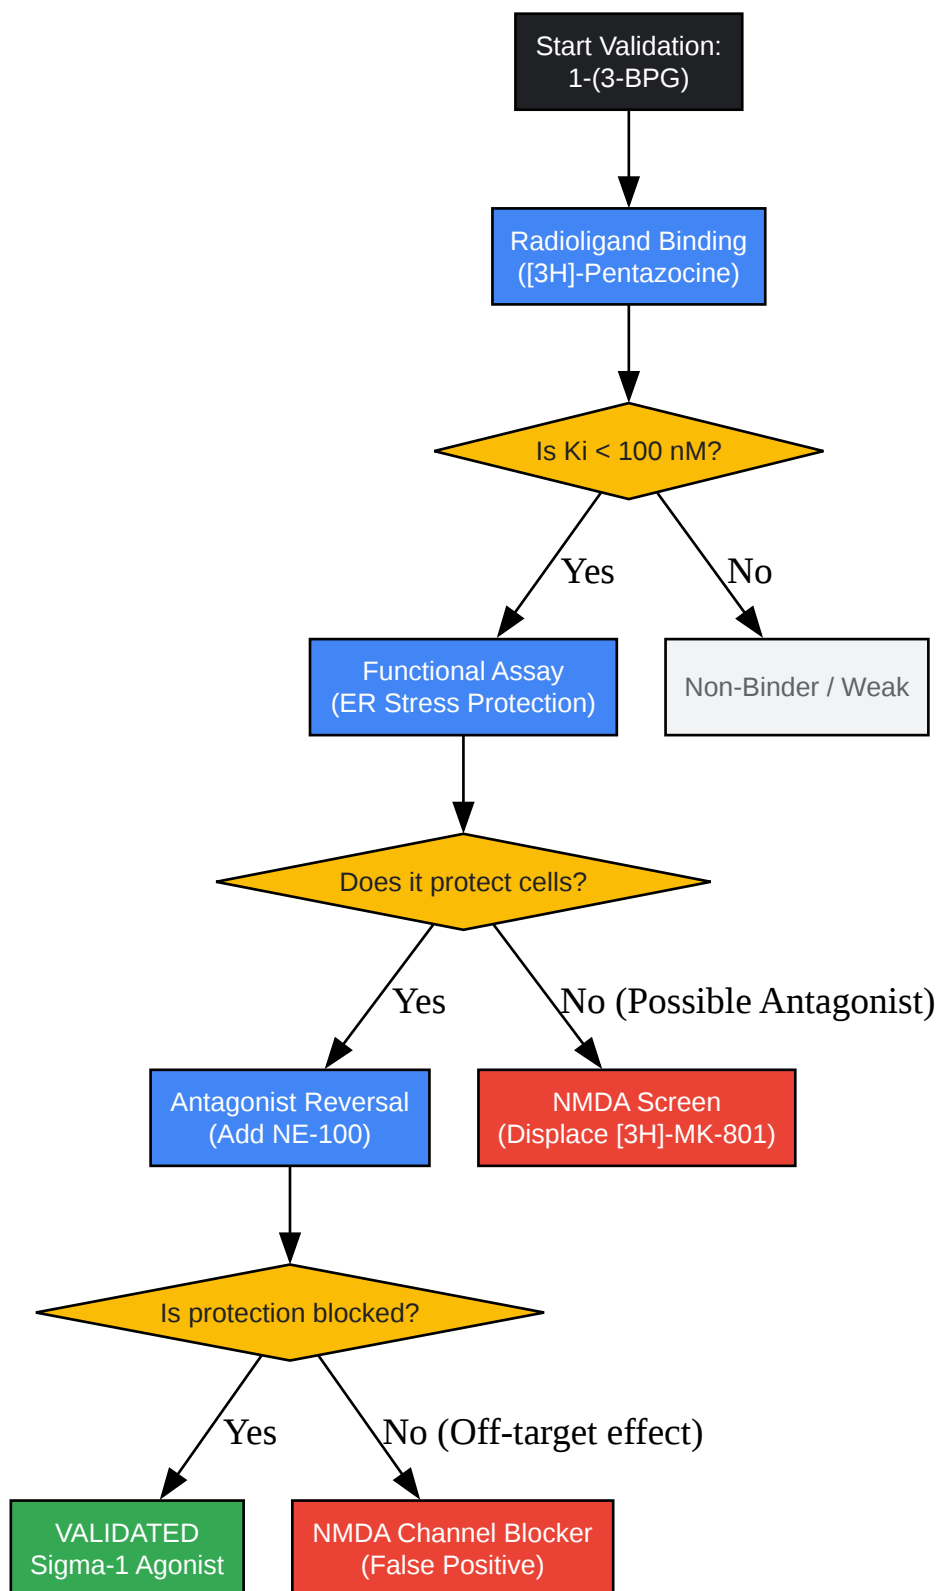 Start Validation:
1-(3-BPG)
Radioligand Binding
([3H]-Pentazocine)
Is Ki < 100 nM?
Yes
No
Functional Assay
(ER Stress Protection)
Non-Binder / Weak
Does it protect cells?
Yes
No (Possible Antagonist)
Antagonist Reversal
(Add NE-100)
NMDA Screen
(Displace [3H]-MK-801)
Is protection blocked?
Yes
No (Off-target effect)
VALIDATED
Sigma-1 Agonist
NMDA Channel Blocker
(False Positive)